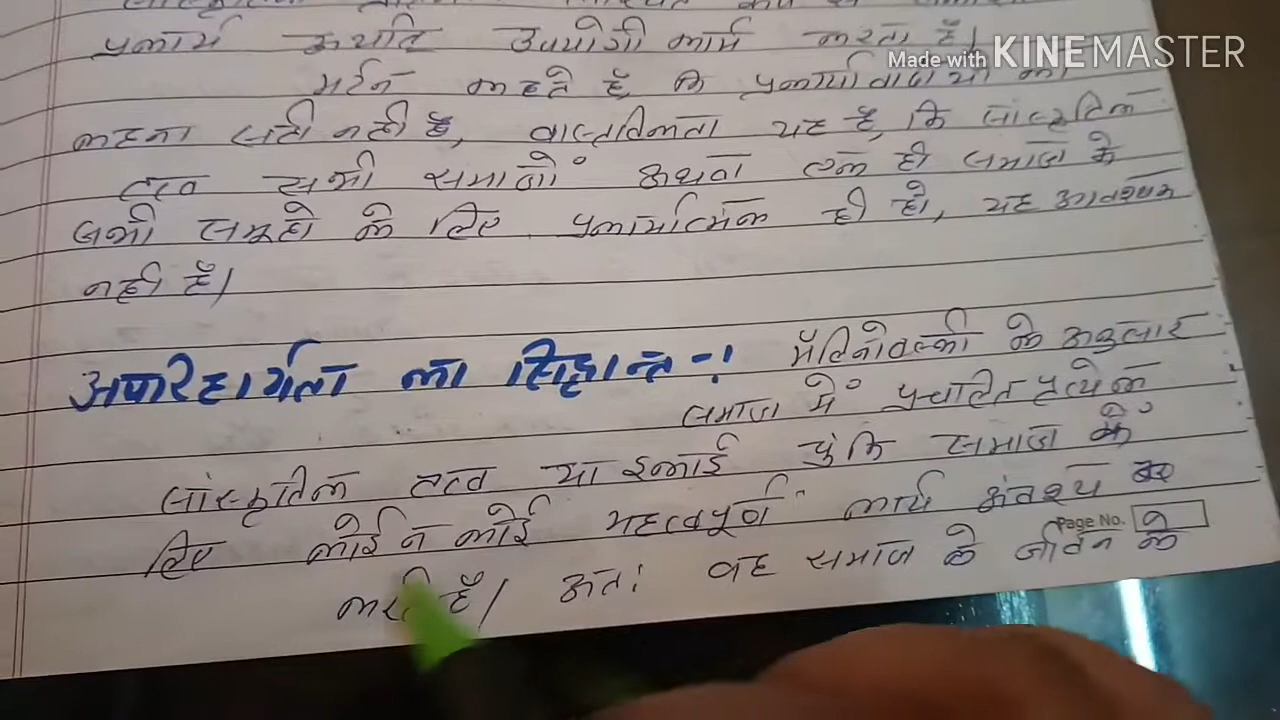 प्रकार्य अर्थात उपयोगी कार्य करता है।
Made with KINEMASTER
मर्टन कहते है, कि प्रकार्यवादीयो का
कहना सही नही है, वास्तविकता यह है, कि सांस्कृतिक
तत्व सभी समाजों अथवा एक ही समाज के
सभी समूहो के लिए प्रकार्यात्मक ही हो, यह आवश्यक
नही है।
अपरिहार्यता का सिद्धान्त -: मैलिनोवस्की के अनुसार
समाज में प्रचलित प्रत्येक
सांस्कृतिक तत्व या इकाई चुंकि समाज के
लिए कोई न कोई महत्वपूर्ण कार्य अवश्य
Page No. 2
करती है। अतः वह समाज के जीवन के